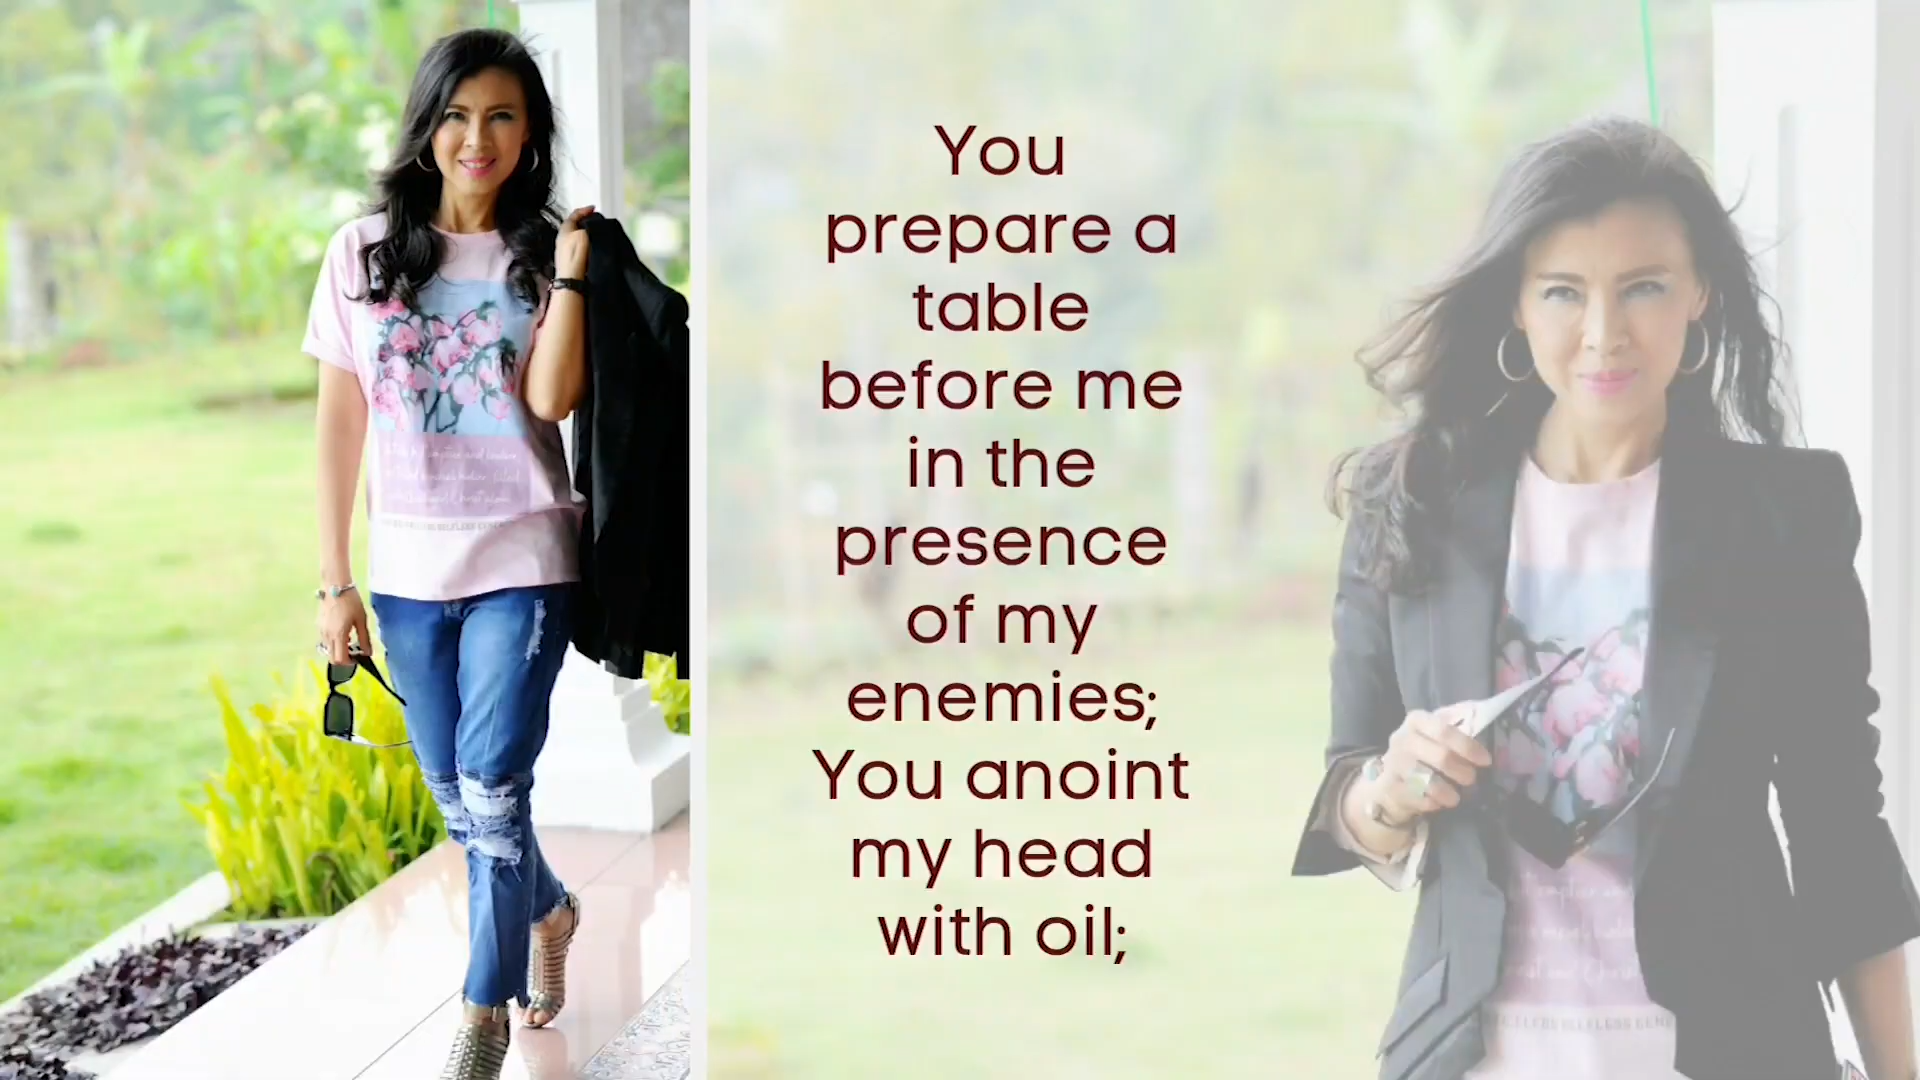 You
prepare a
table
before me
in the
presence
of my
enemies;
You anoint
my head
with oil;